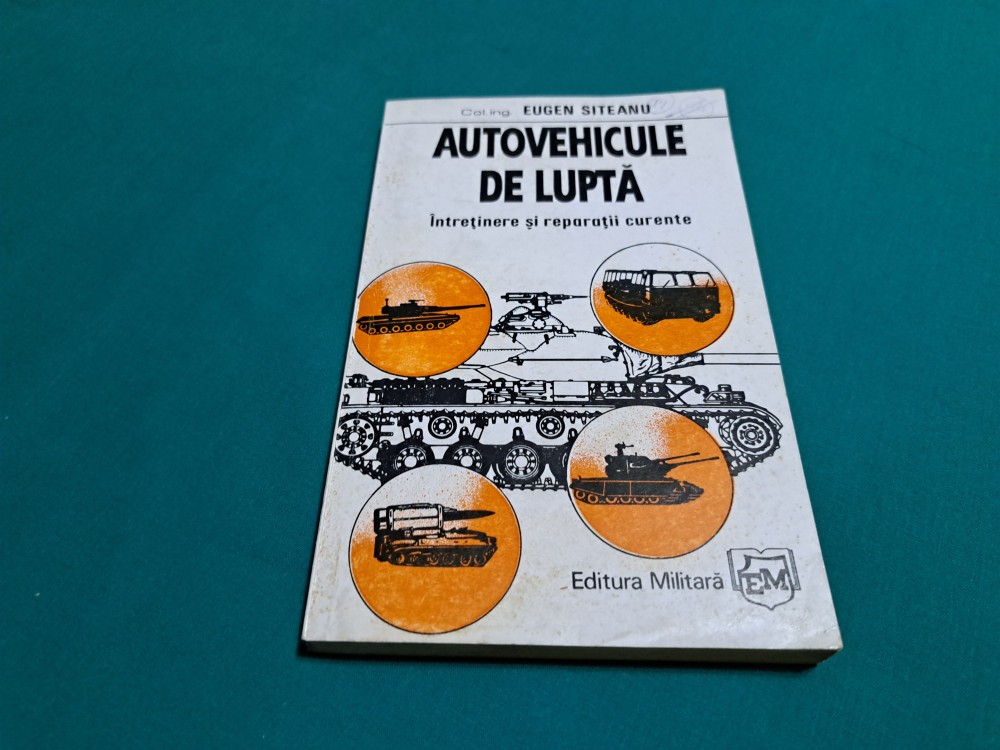 Col. ing. EUGEN SITEANU
AUTOVEHICULE
DE LUPTĂ
Întreţinere şi reparaţii curente
Editura Militară
EM